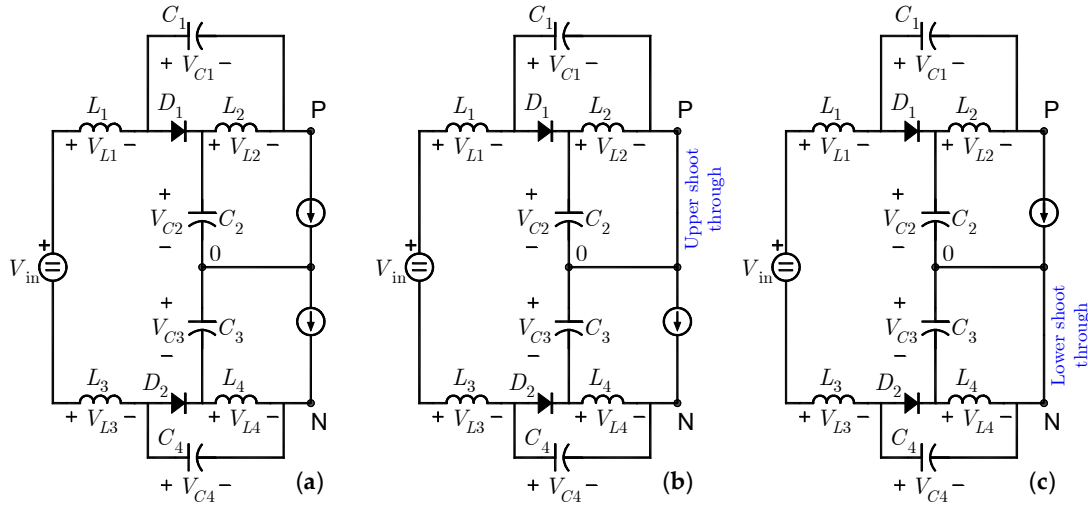 C1
+ VC1 −
L1
D1
L2
P
+ VL1 −
+ VL2 −
+
VC2
−
C2
0
+
Vin
+
VC3
−
C3
L3
D2
L4
+ VL3 −
+ VL4 −
N
C4
+ VC4 −
(a)
C1
+ VC1 −
L1
D1
L2
P
+ VL1 −
+ VL2 −
Upper shoot
through
+
VC2
−
C2
0
+
Vin
+
VC3
−
C3
L3
D2
L4
+ VL3 −
+ VL4 −
N
C4
+ VC4 −
(b)
C1
+ VC1 −
L1
D1
L2
P
+ VL1 −
+ VL2 −
+
VC2
−
C2
0
+
Vin
+
VC3
−
C3
Lower shoot
through
L3
D2
L4
+ VL3 −
+ VL4 −
N
C4
+ VC4 −
(c)